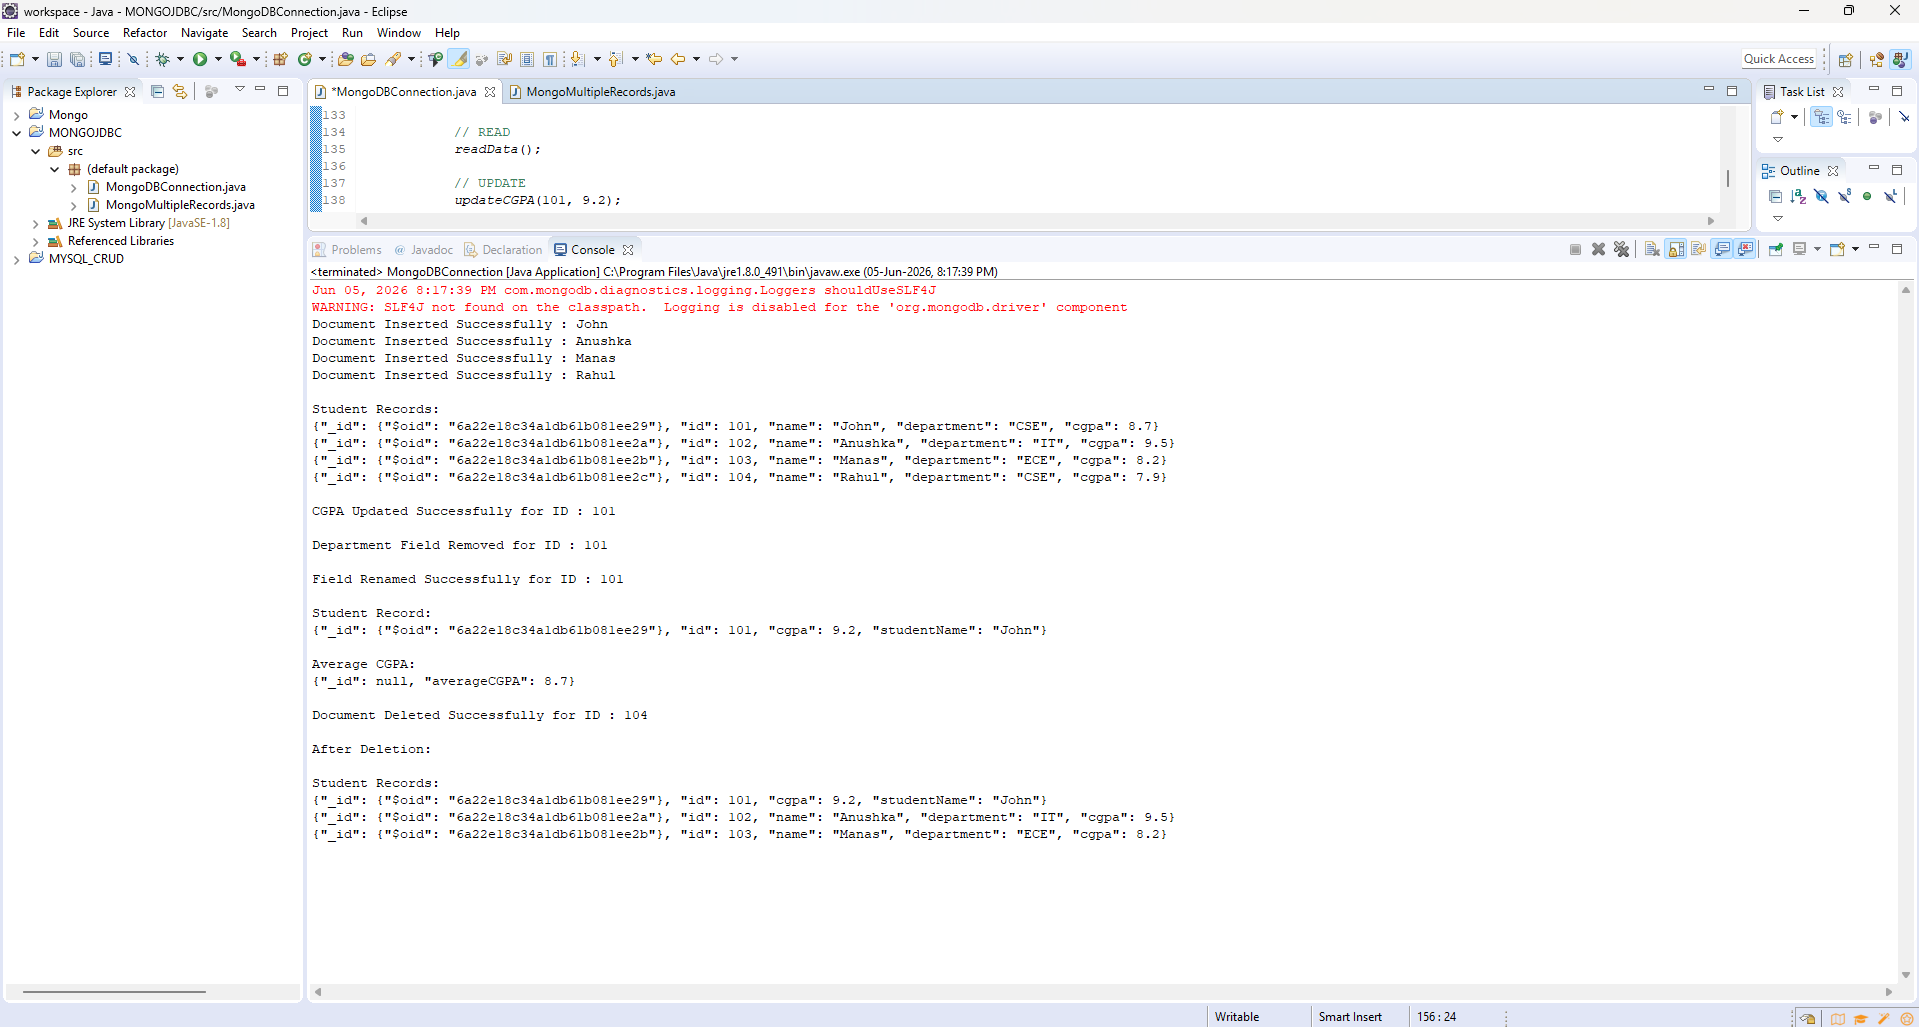 workspace - Java - MONGOJDBC/src/MongoDBConnection.java - Eclipse
File Edit Source Refactor Navigate Search Project Run Window Help
Quick Access
Package Explorer
Mongo
MONGOJDBC
src
(default package)
MongoDBConnection.java
MongoMultipleRecords.java
JRE System Library [JavaSE-1.8]
Referenced Libraries
MYSQL_CRUD
*MongoDBConnection.java MongoMultipleRecords.java
133
134 // READ
135 readData();
136
137 // UPDATE
138 updateCGPA(101, 9.2);
Task List
Outline
Problems @ Javadoc Declaration Console
<terminated> MongoDBConnection [Java Application] C:\Program Files\Java\jre1.8.0_491\bin\javaw.exe (05-Jun-2026, 8:17:39 PM)
Jun 05, 2026 8:17:39 PM com.mongodb.diagnostics.logging.Loggers shouldUseSLF4J
WARNING: SLF4J not found on the classpath.  Logging is disabled for the 'org.mongodb.driver' component
Document Inserted Successfully : John
Document Inserted Successfully : Anushka
Document Inserted Successfully : Manas
Document Inserted Successfully : Rahul
Student Records:
{"_id": {"$oid": "6a22e18c34a1db61b081ee29"}, "id": 101, "name": "John", "department": "CSE", "cgpa": 8.7}
{"_id": {"$oid": "6a22e18c34a1db61b081ee2a"}, "id": 102, "name": "Anushka", "department": "IT", "cgpa": 9.5}
{"_id": {"$oid": "6a22e18c34a1db61b081ee2b"}, "id": 103, "name": "Manas", "department": "ECE", "cgpa": 8.2}
{"_id": {"$oid": "6a22e18c34a1db61b081ee2c"}, "id": 104, "name": "Rahul", "department": "CSE", "cgpa": 7.9}
CGPA Updated Successfully for ID : 101
Department Field Removed for ID : 101
Field Renamed Successfully for ID : 101
Student Record:
{"_id": {"$oid": "6a22e18c34a1db61b081ee29"}, "id": 101, "cgpa": 9.2, "studentName": "John"}
Average CGPA:
{"_id": null, "averageCGPA": 8.7}
Document Deleted Successfully for ID : 104
After Deletion:
Student Records:
{"_id": {"$oid": "6a22e18c34a1db61b081ee29"}, "id": 101, "cgpa": 9.2, "studentName": "John"}
{"_id": {"$oid": "6a22e18c34a1db61b081ee2a"}, "id": 102, "name": "Anushka", "department": "IT", "cgpa": 9.5}
{"_id": {"$oid": "6a22e18c34a1db61b081ee2b"}, "id": 103, "name": "Manas", "department": "ECE", "cgpa": 8.2}
Writable Smart Insert 156 : 24